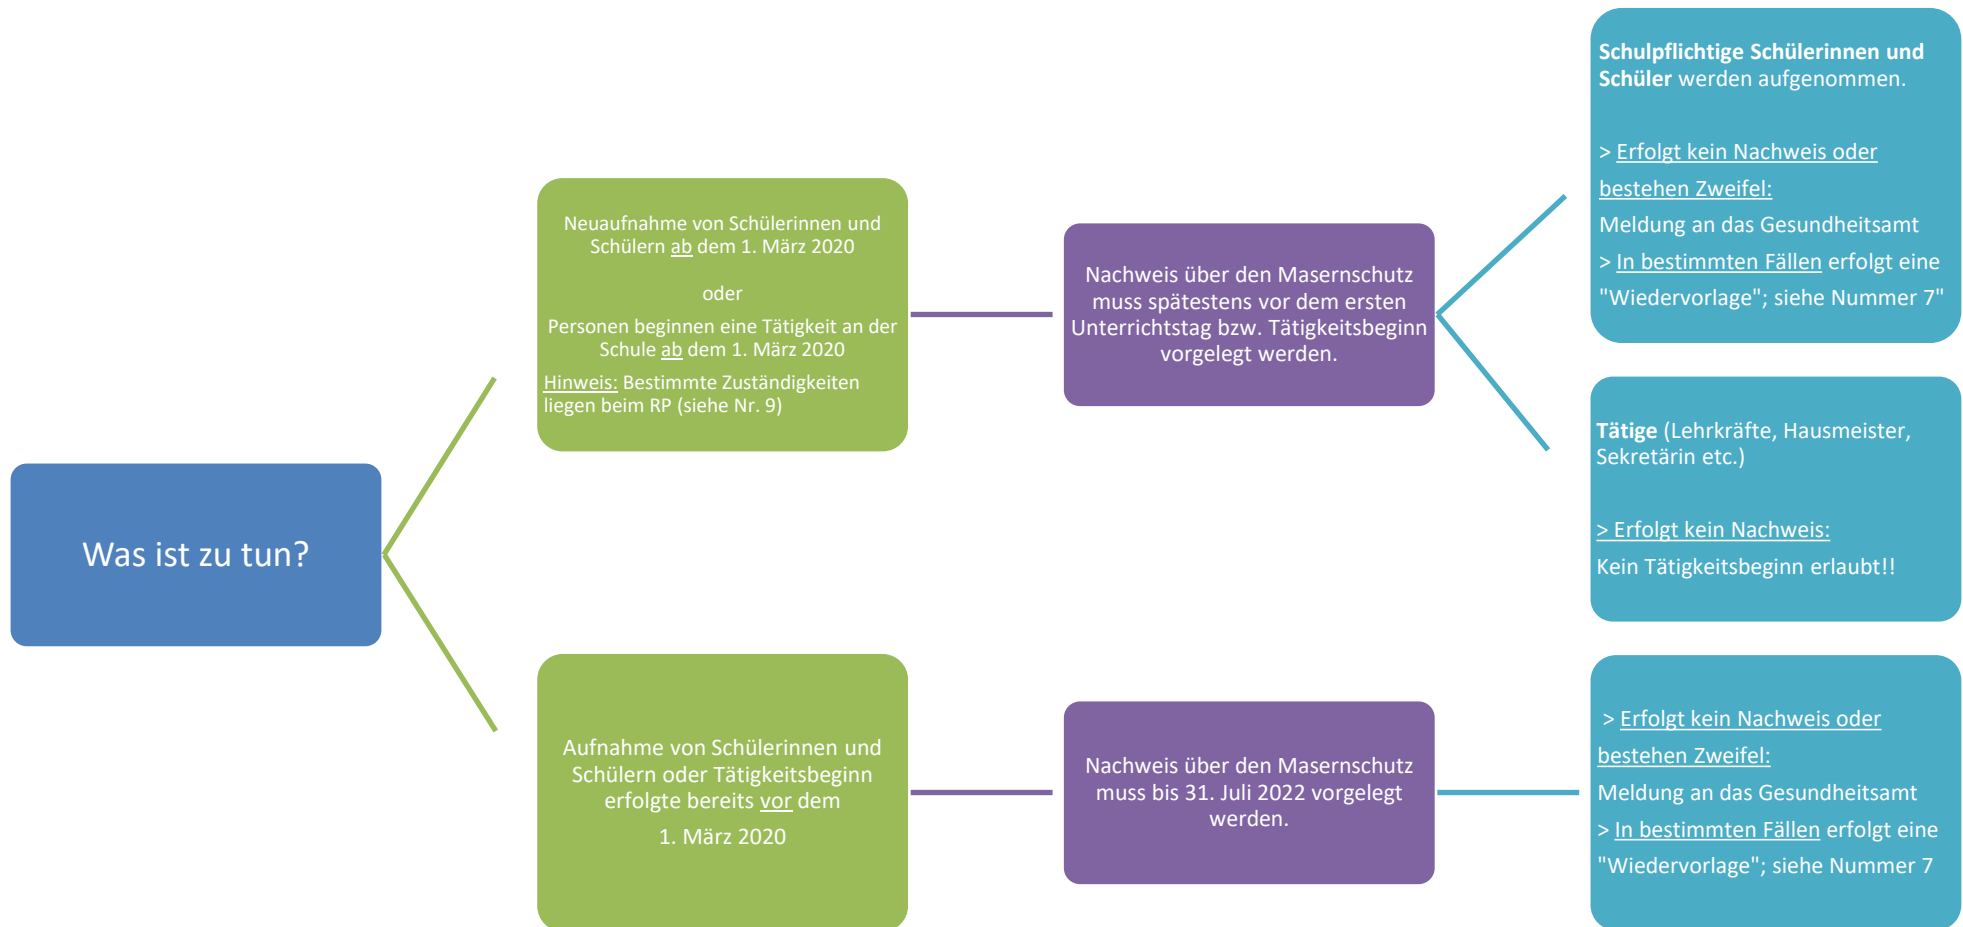 Was ist zu tun?
Neuaufnahme von Schülerinnen und
Schülern ab dem 1. März 2020
oder
Personen beginnen eine Tätigkeit an der
Schule ab dem 1. März 2020
Hinweis: Bestimmte Zuständigkeiten
liegen beim RP (siehe Nr. 9)
Nachweis über den Masernschutz
muss spätestens vor dem ersten
Unterrichtstag bzw. Tätigkeitsbeginn
vorgelegt werden.
Schulpflichtige Schülerinnen und
Schüler werden aufgenommen.
> Erfolgt kein Nachweis oder
bestehen Zweifel:
Meldung an das Gesundheitsamt
> In bestimmten Fällen erfolgt eine
"Wiedervorlage"; siehe Nummer 7"
Tätige (Lehrkräfte, Hausmeister,
Sekretärin etc.)
> Erfolgt kein Nachweis:
Kein Tätigkeitsbeginn erlaubt!!
Aufnahme von Schülerinnen und
Schülern oder Tätigkeitsbeginn
erfolgte bereits vor dem
1. März 2020
Nachweis über den Masernschutz
muss bis 31. Juli 2022 vorgelegt
werden.
> Erfolgt kein Nachweis oder
bestehen Zweifel:
Meldung an das Gesundheitsamt
> In bestimmten Fällen erfolgt eine
"Wiedervorlage"; siehe Nummer 7